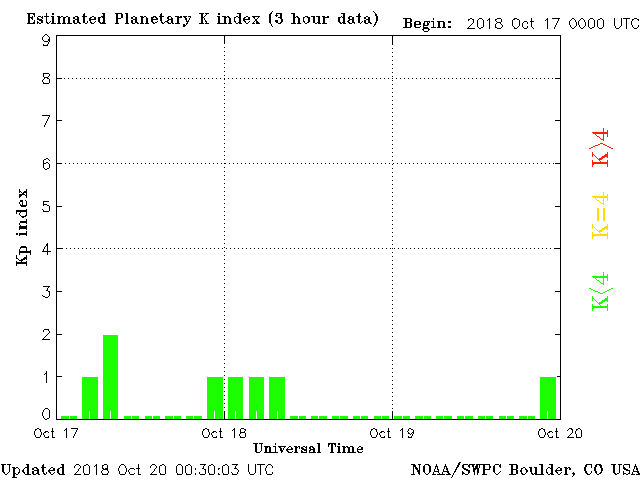 Estimated Planetary K index (3 hour data) Begin: 2018 Oct 17 0000 UTC
9
8
7
6
5
4
3
2
1
0
Kp index
K>4
K=4
K<4
Oct 17 Oct 18 Oct 19 Oct 20
Universal Time
Updated 2018 Oct 20 00:30:03 UTC NOAA/SWPC Boulder, CO USA